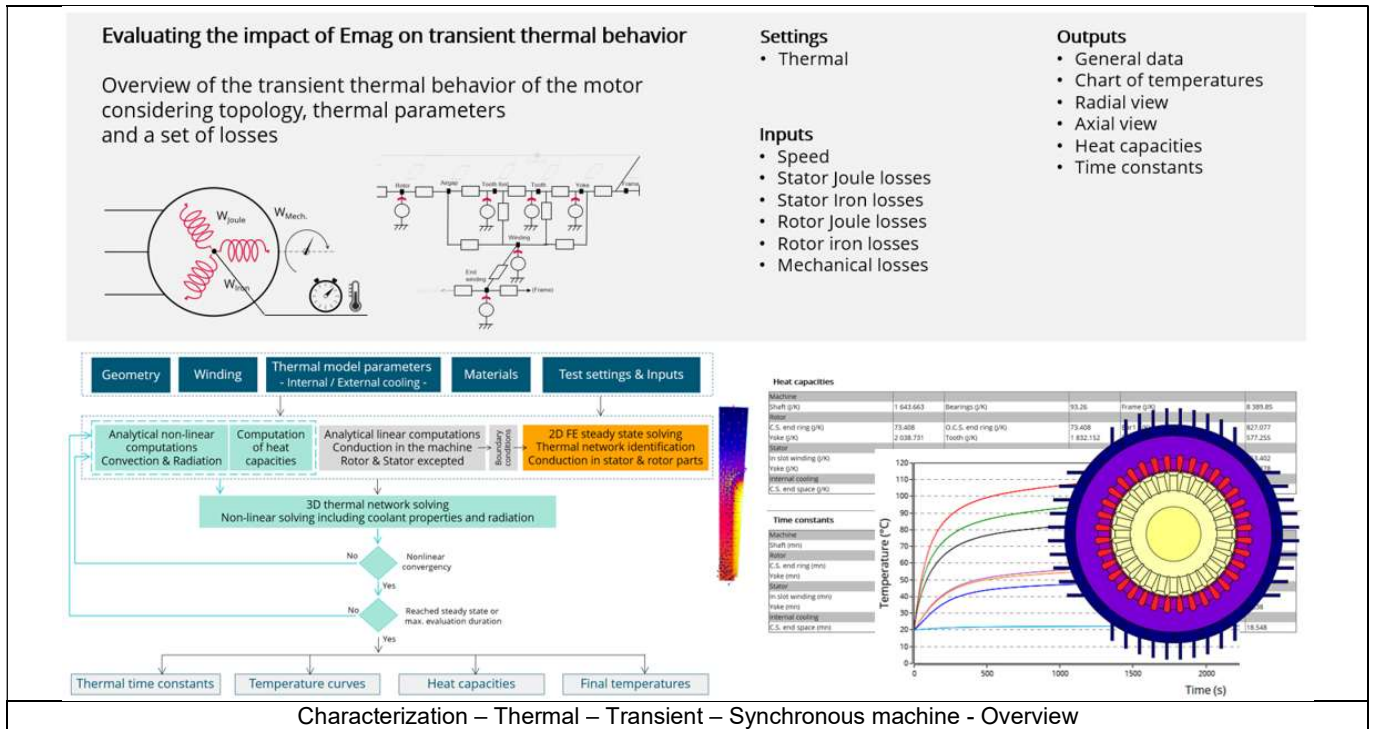 Evaluating the impact of Emag on transient thermal behavior
Overview of the transient thermal behavior of the motor
considering topology, thermal parameters
and a set of losses
Settings
• Thermal
Inputs
• Speed
• Stator Joule losses
• Stator Iron losses
• Rotor Joule losses
• Rotor iron losses
• Mechanical losses
Outputs
• General data
• Chart of temperatures
• Radial view
• Axial view
• Heat capacities
• Time constants
WJoule
WMech.
WIron
Rotor
Airgap
Tooth foot
Tooth
Yoke
Frame
Winding
End
winding
(Frame)
Geometry
Winding
Thermal model parameters
- Internal / External cooling -
Materials
Test settings & Inputs
Analytical non-linear
computations
Convection & Radiation
Computation
of heat
capacities
Analytical linear computations
Conduction in the machine
Rotor & Stator excepted
Boundary
conditions
2D FE steady state solving
Thermal network identification
Conduction in stator & rotor parts
3D thermal network solving
Non-linear solving including coolant properties and radiation
No
Nonlinear
convergency
Yes
No
Reached steady state or
max. evaluation duration
Yes
Thermal time constants
Temperature curves
Heat capacities
Final temperatures
Heat capacities
Machine
Shaft (J/K) 1 643.663 Bearings (J/K) 93.26 Frame (J/K) 8 389.85
Rotor
C.S. end ring (J/K) 73.408 O.C.S. end ring (J/K) 73.408 827.077
Yoke (J/K) 2 038.731 Tooth (J/K) 1 832.152 577.255
Stator
In slot winding (J/K)
Yoke (J/K)
Internal cooling
C.S. end space (J/K)
Time constants
Machine
Shaft (mn)
Rotor
C.S. end ring (mn)
Yoke (mn)
Stator
In slot winding (mn)
Yoke (mn)
Internal cooling
C.S. end space (mn) 18.548
Temperature (°C)
120
110
100
90
80
70
60
50
40
30
20
10
0
0 500 1000 1500 2000
Time (s)
Characterization – Thermal – Transient – Synchronous machine - Overview